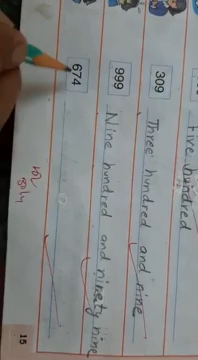 Five hundred
309 Three hundred and nine
999 Nine hundred and ninety nine
674
15